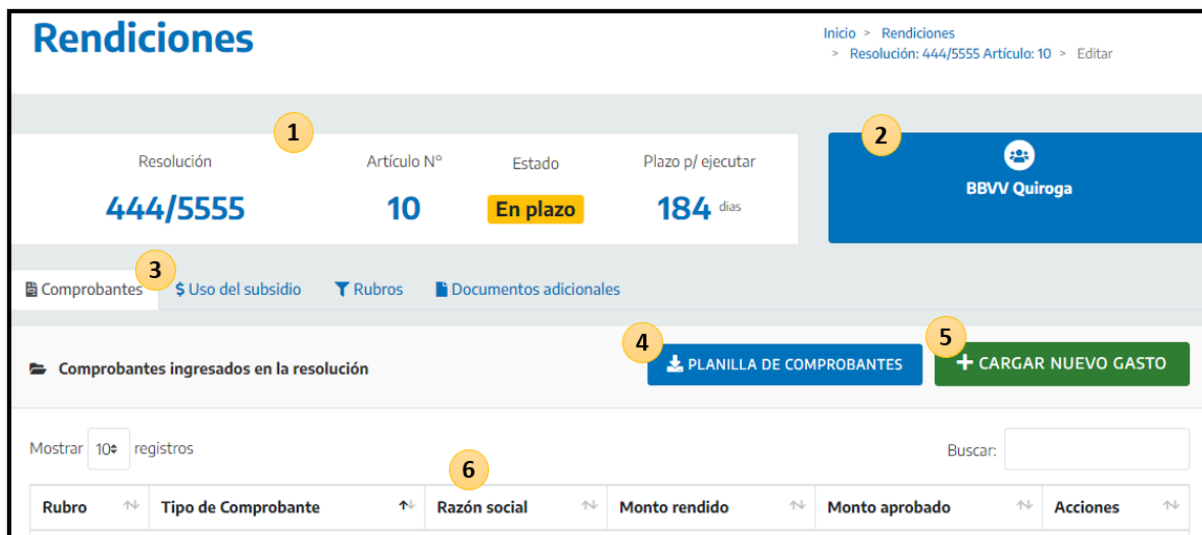 Rendiciones
Inicio > Rendiciones
> Resolución: 444/5555 Artículo: 10 > Editar
1
2
Resolución Artículo N° Estado Plazo p/ ejecutar
444/5555 10 En plazo 184 dias
BBVV Quiroga
3
Comprobantes $ Uso del subsidio Rubros Documentos adicionales
4
5
Comprobantes ingresados en la resolución
PLANILLA DE COMPROBANTES
+ CARGAR NUEVO GASTO
Mostrar 10 registros
Buscar:
6
Rubro Tipo de Comprobante Razón social Monto rendido Monto aprobado Acciones